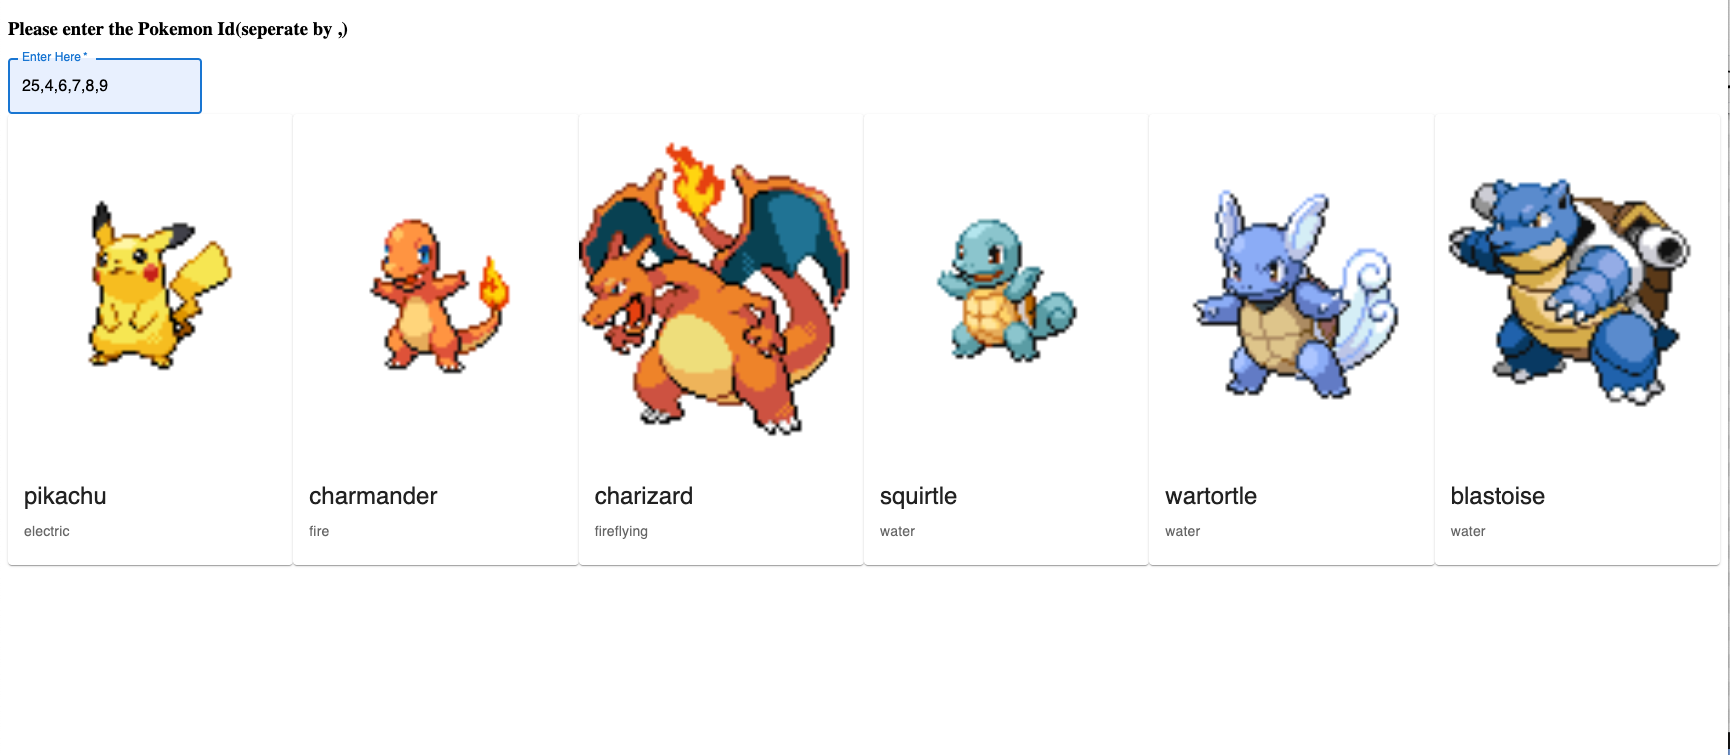 Please enter the Pokemon Id(seperate by ,)
Enter Here *
25,4,6,7,8,9
pikachu
electric
charmander
fire
charizard
fireflying
squirtle
water
wartortle
water
blastoise
water